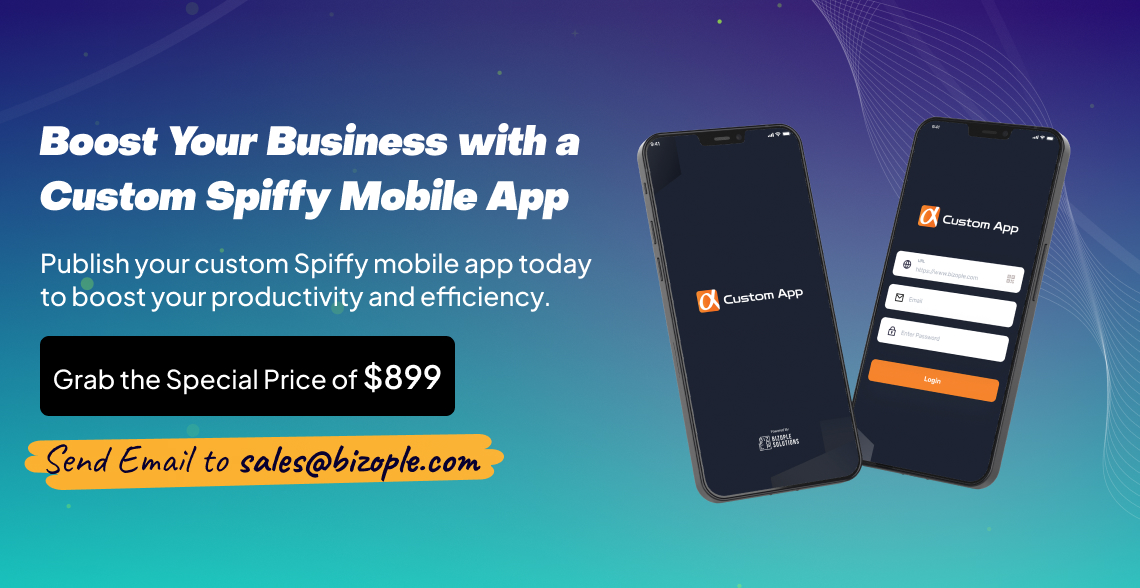 Boost Your Business with a
Custom Spiffy Mobile App
Publish your custom Spiffy mobile app today
to boost your productivity and efficiency.
Grab the Special Price of $899
Send Email to sales@bizople.com
9:41
Custom App
Powered By
BIZOPLE
SOLUTIONS
9:41
Custom App
URL
https://www.bizople.com
Email
Enter Password
Login